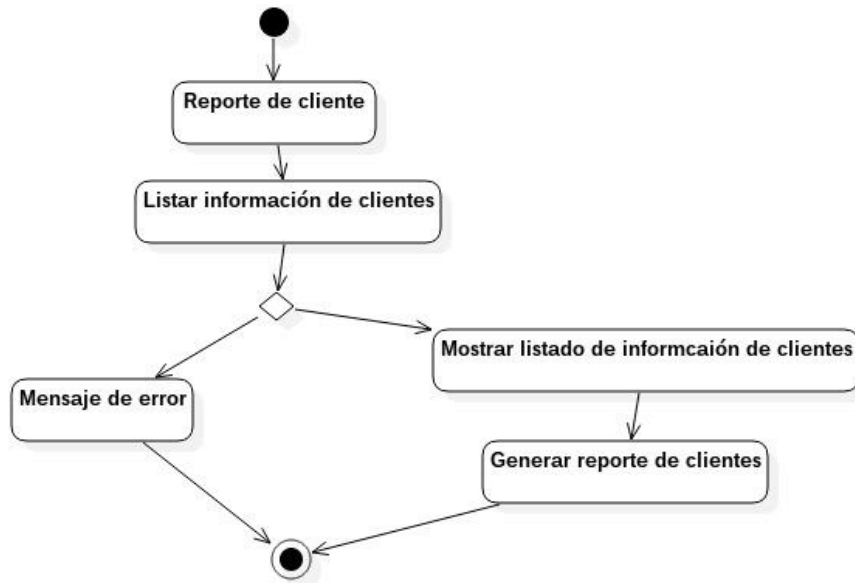 Reporte de cliente
Listar información de clientes
Mostrar listado de informcaión de clientes
Mensaje de error
Generar reporte de clientes